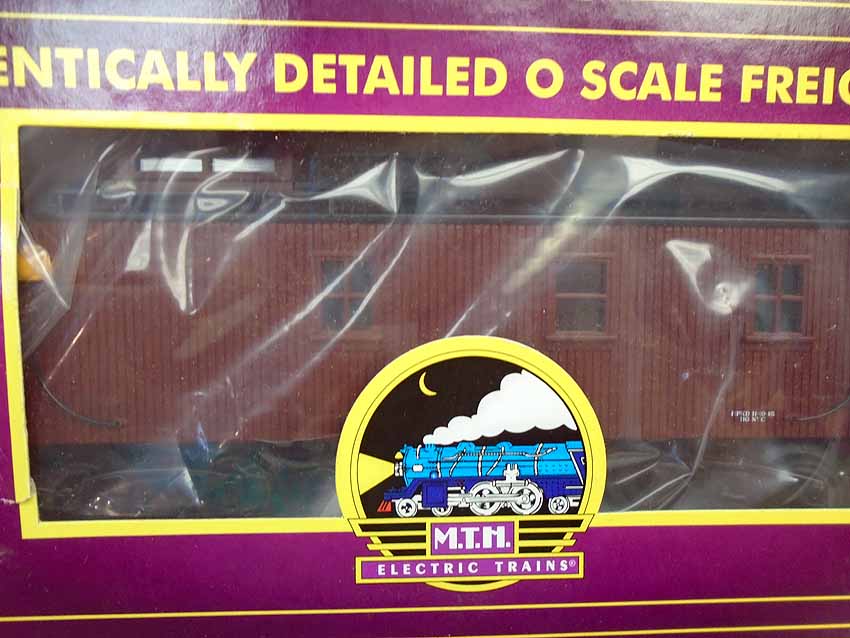 ENTICALLY DETAILED O SCALE FREIG
M.T.H.
ELECTRIC TRAINS®